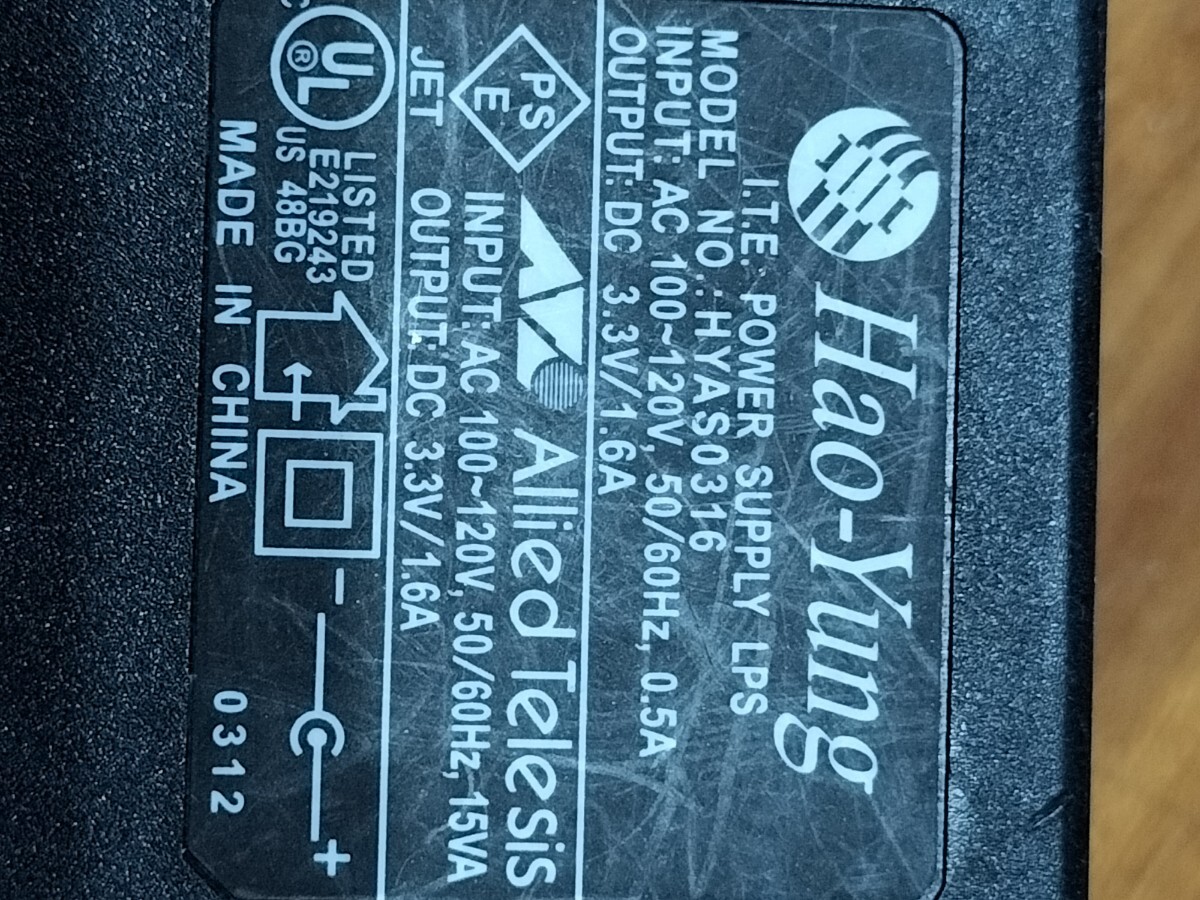 Hao-Yung
I.T.E. POWER SUPPLY LPS
MODEL NO.: HYAS0316
INPUT: AC 100~120V, 50/60Hz, 0.5A
OUTPUT: DC 3.3V/1.6A
PS
E
JET
Allied Telesis
INPUT: AC 100~120V, 50/60Hz, 15VA
OUTPUT: DC 3.3V/1.6A
C
UL
®
LISTED
E219243
US 48BG
- +
MADE IN CHINA 0312